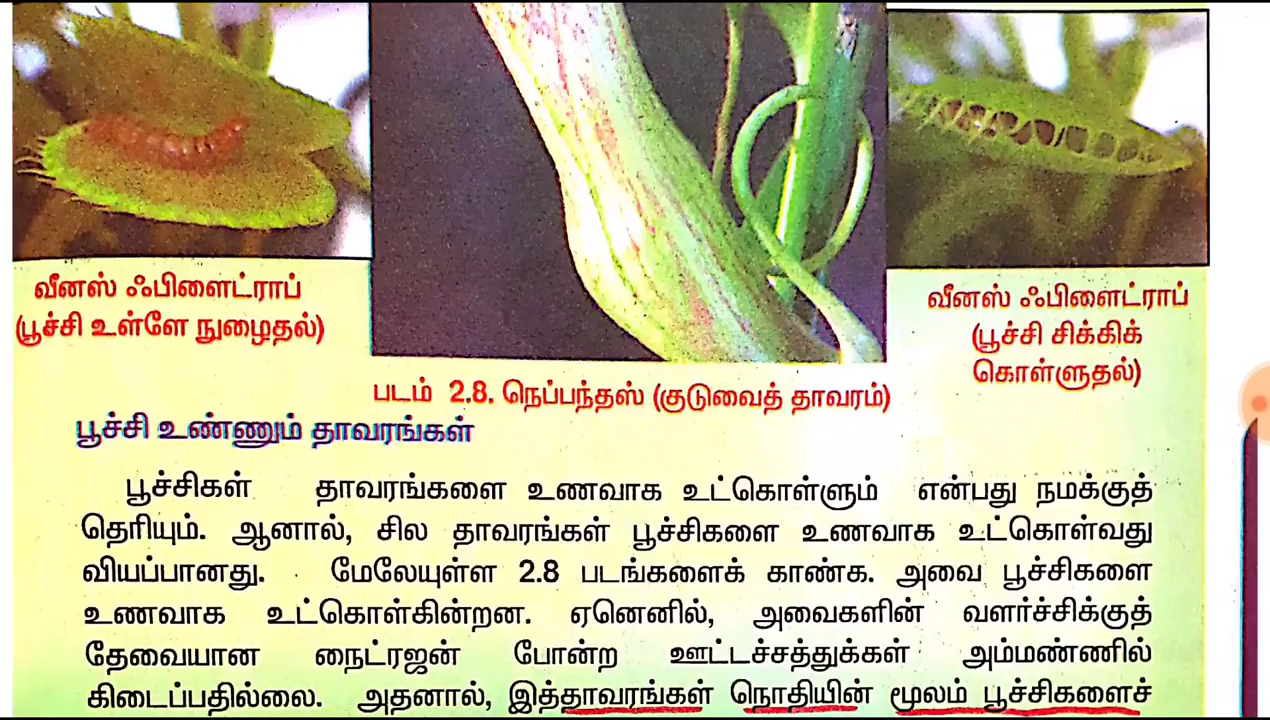 வீனஸ் ஃபிளைட்ராப்
(பூச்சி உள்ளே நுழைதல்)
வீனஸ் ஃபிளைட்ராப்
(பூச்சி சிக்கிக்
கொள்ளுதல்)
படம் 2.8. நெப்பந்தஸ் (குடுவைத் தாவரம்)
பூச்சி உண்ணும் தாவரங்கள்
பூச்சிகள் தாவரங்களை உணவாக உட்கொள்ளும் என்பது நமக்குத்
தெரியும். ஆனால், சில தாவரங்கள் பூச்சிகளை உணவாக உட்கொள்வது
வியப்பானது. மேலேயுள்ள 2.8 படங்களைக் காண்க. அவை பூச்சிகளை
உணவாக உட்கொள்கின்றன. ஏனெனில், அவைகளின் வளர்ச்சிக்குத்
தேவையான நைட்ரஜன் போன்ற ஊட்டச்சத்துக்கள் அம்மண்ணில்
கிடைப்பதில்லை. அதனால், இத்தாவரங்கள் நொதியின் மூலம் பூச்சிகளைச்